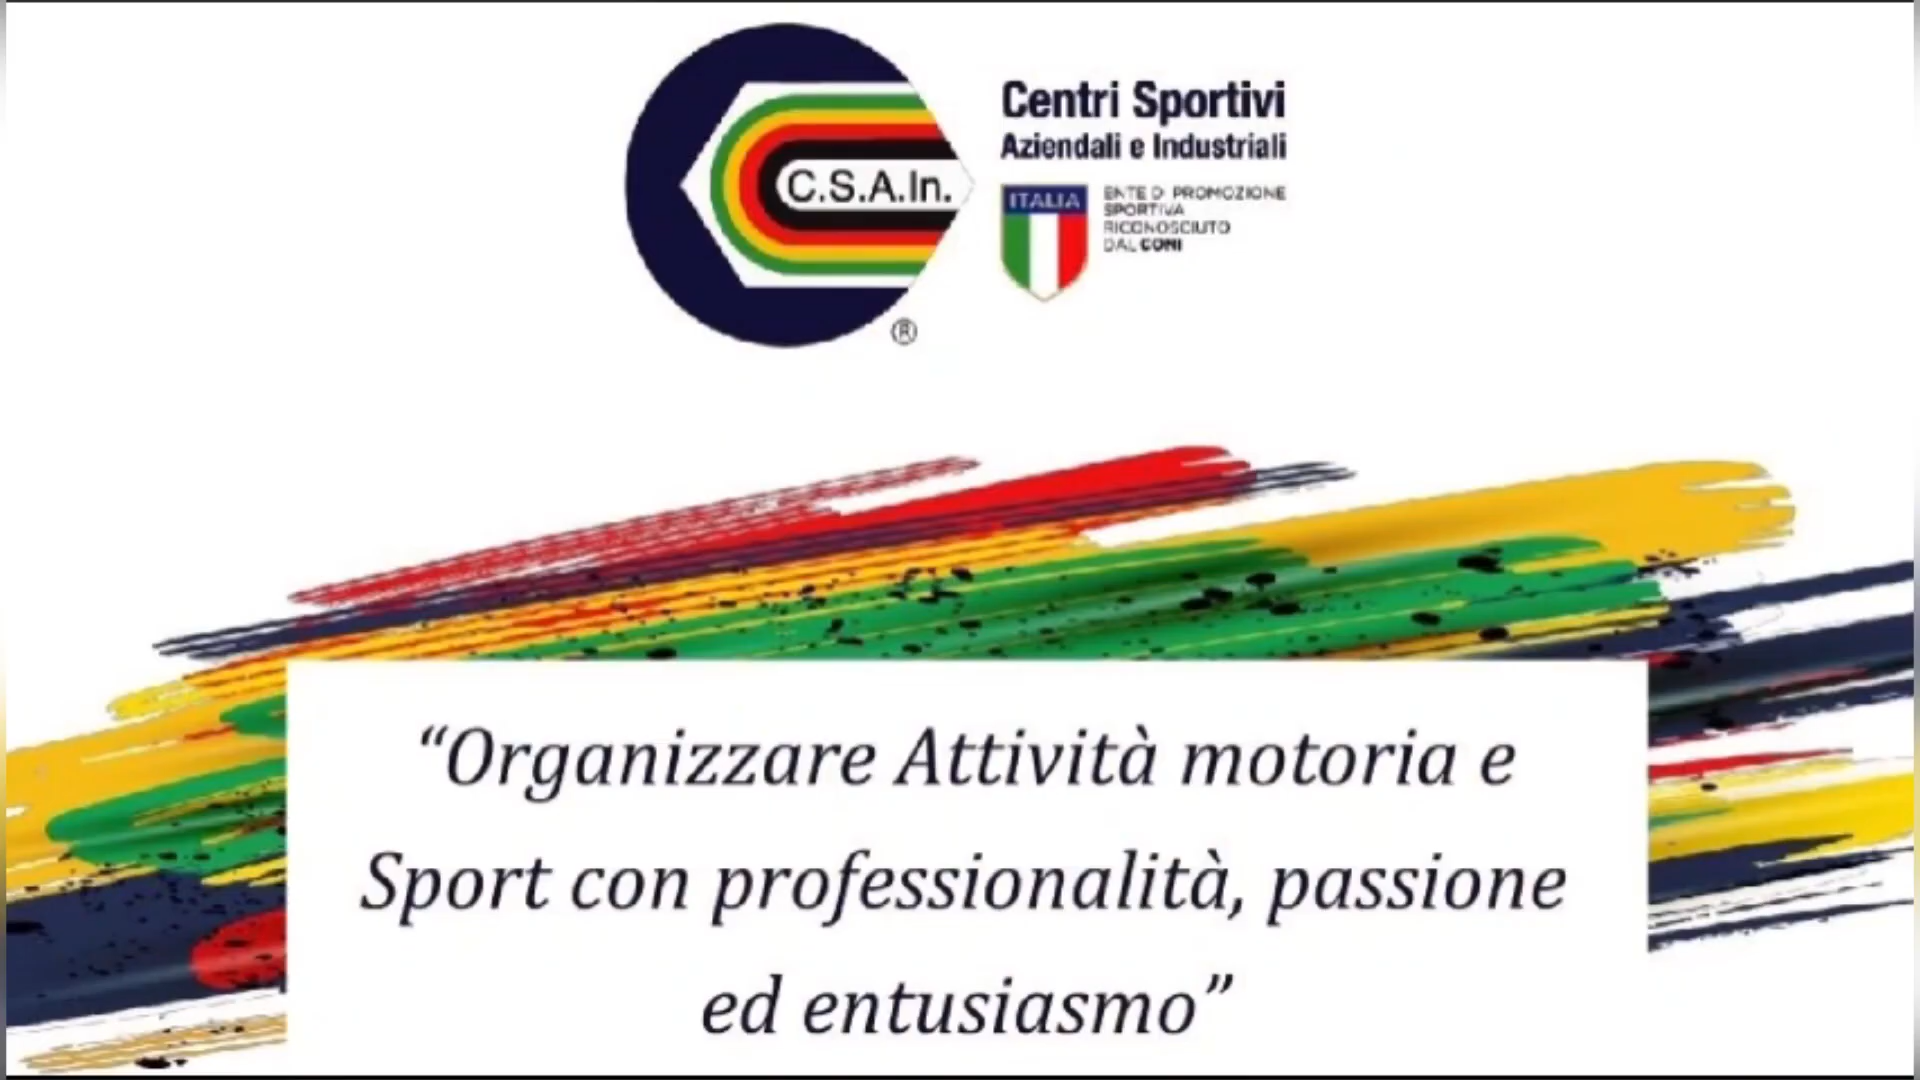 C.S.A.In.
®
Centri Sportivi
Aziendali e Industriali
ITALIA
ENTE DI PROMOZIONE
SPORTIVA
RICONOSCIUTO
DAL CONI
“Organizzare Attività motoria e
Sport con professionalità, passione
ed entusiasmo”